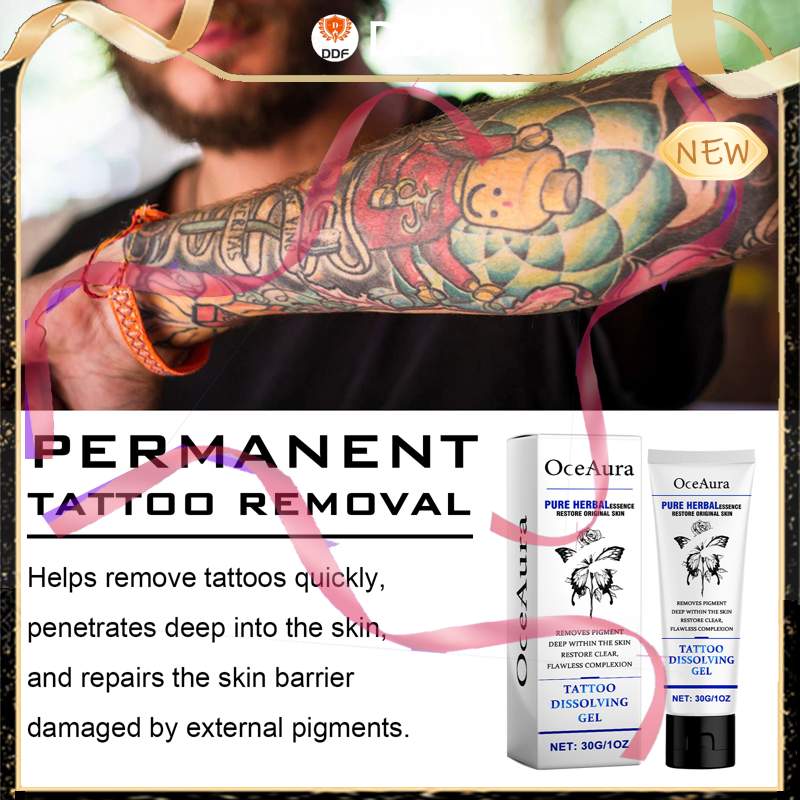 DDF
NEW
VERITAS
PERMANENT
TATTOO REMOVAL
Helps remove tattoos quickly,
penetrates deep into the skin,
and repairs the skin barrier
damaged by external pigments.
OceAura
PURE HERBAL ESSENCE
RESTORE ORIGINAL SKIN
OceAura
REMOVES PIGMENT
DEEP WITHIN THE SKIN
RESTORE CLEAR,
FLAWLESS COMPLEXION
TATTOO
DISSOLVING
GEL
NET: 30G/1OZ
OceAura
PURE HERBAL ESSENCE
RESTORE ORIGINAL SKIN
REMOVES PIGMENT
DEEP WITHIN THE SKIN
RESTORE CLEAR,
FLAWLESS COMPLEXION
TATTOO
DISSOLVING
GEL
NET: 30G/1OZ